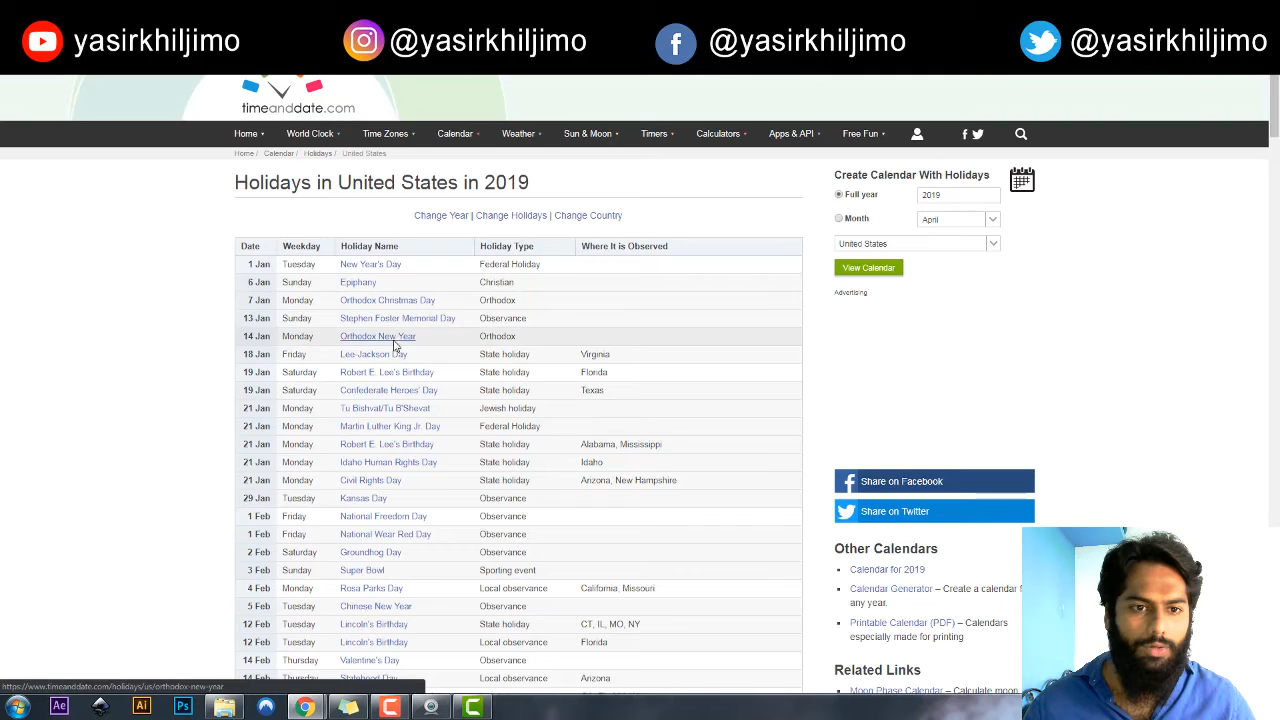 yasirkhiljimo @yasirkhiljimo @yasirkhiljimo @yasirkhiljimo
timeanddate.com
Home World Clock Time Zones Calendar Weather Sun & Moon Timers Calculators Apps & API Free Fun
Home / Calendar / Holidays / United States
Holidays in United States in 2019
Change Year | Change Holidays | Change Country
Date Weekday Holiday Name Holiday Type Where It is Observed
1 Jan Tuesday New Year's Day Federal Holiday
6 Jan Sunday Epiphany Christian
7 Jan Monday Orthodox Christmas Day Orthodox
13 Jan Sunday Stephen Foster Memorial Day Observance
14 Jan Monday Orthodox New Year Orthodox
18 Jan Friday Lee-Jackson Day State holiday Virginia
19 Jan Saturday Robert E. Lee's Birthday State holiday Florida
19 Jan Saturday Confederate Heroes' Day State holiday Texas
21 Jan Monday Tu Bishvat/Tu B'Shevat Jewish holiday
21 Jan Monday Martin Luther King Jr. Day Federal Holiday
21 Jan Monday Robert E. Lee's Birthday State holiday Alabama, Mississippi
21 Jan Monday Idaho Human Rights Day State holiday Idaho
21 Jan Monday Civil Rights Day State holiday Arizona, New Hampshire
29 Jan Tuesday Kansas Day Observance
1 Feb Friday National Freedom Day Observance
1 Feb Friday National Wear Red Day Observance
2 Feb Saturday Groundhog Day Observance
3 Feb Sunday Super Bowl Sporting event
4 Feb Monday Rosa Parks Day Local observance California, Missouri
5 Feb Tuesday Chinese New Year Observance
12 Feb Tuesday Lincoln's Birthday State holiday CT, IL, MO, NY
12 Feb Tuesday Lincoln's Birthday Local observance Florida
14 Feb Thursday Valentine's Day Observance
14 Feb Thursday Statehood Day Local observance Arizona
Create Calendar With Holidays
Full year 2019
Month April
United States
View Calendar
Advertising
Share on Facebook
Share on Twitter
Other Calendars
Calendar for 2019
Calendar Generator – Create a calendar f
any year.
Printable Calendar (PDF) – Calendars
especially made for printing
Related Links
Moon Phase Calendar – Calculate moon
https://www.timeanddate.com/holidays/us/orthodox-new-year
Ae Ai Ps